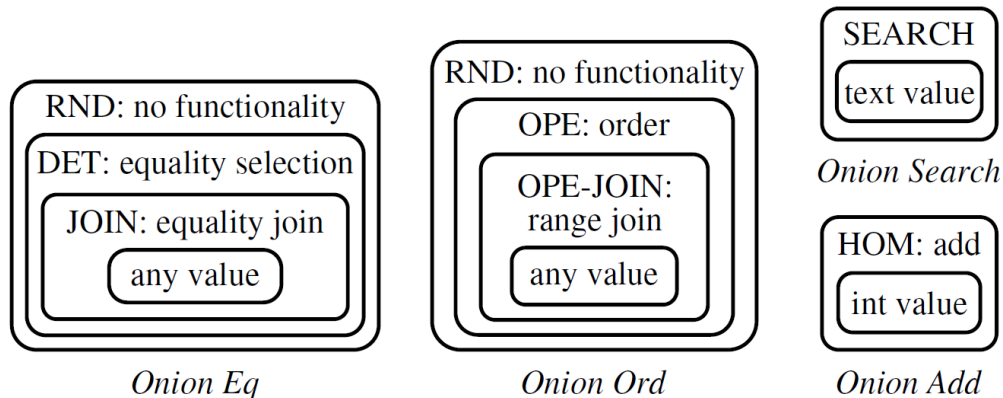 RND: no functionality
DET: equality selection
JOIN: equality join
any value
Onion Eq
RND: no functionality
OPE: order
OPE-JOIN:
range join
any value
Onion Ord
SEARCH
text value
Onion Search
HOM: add
int value
Onion Add